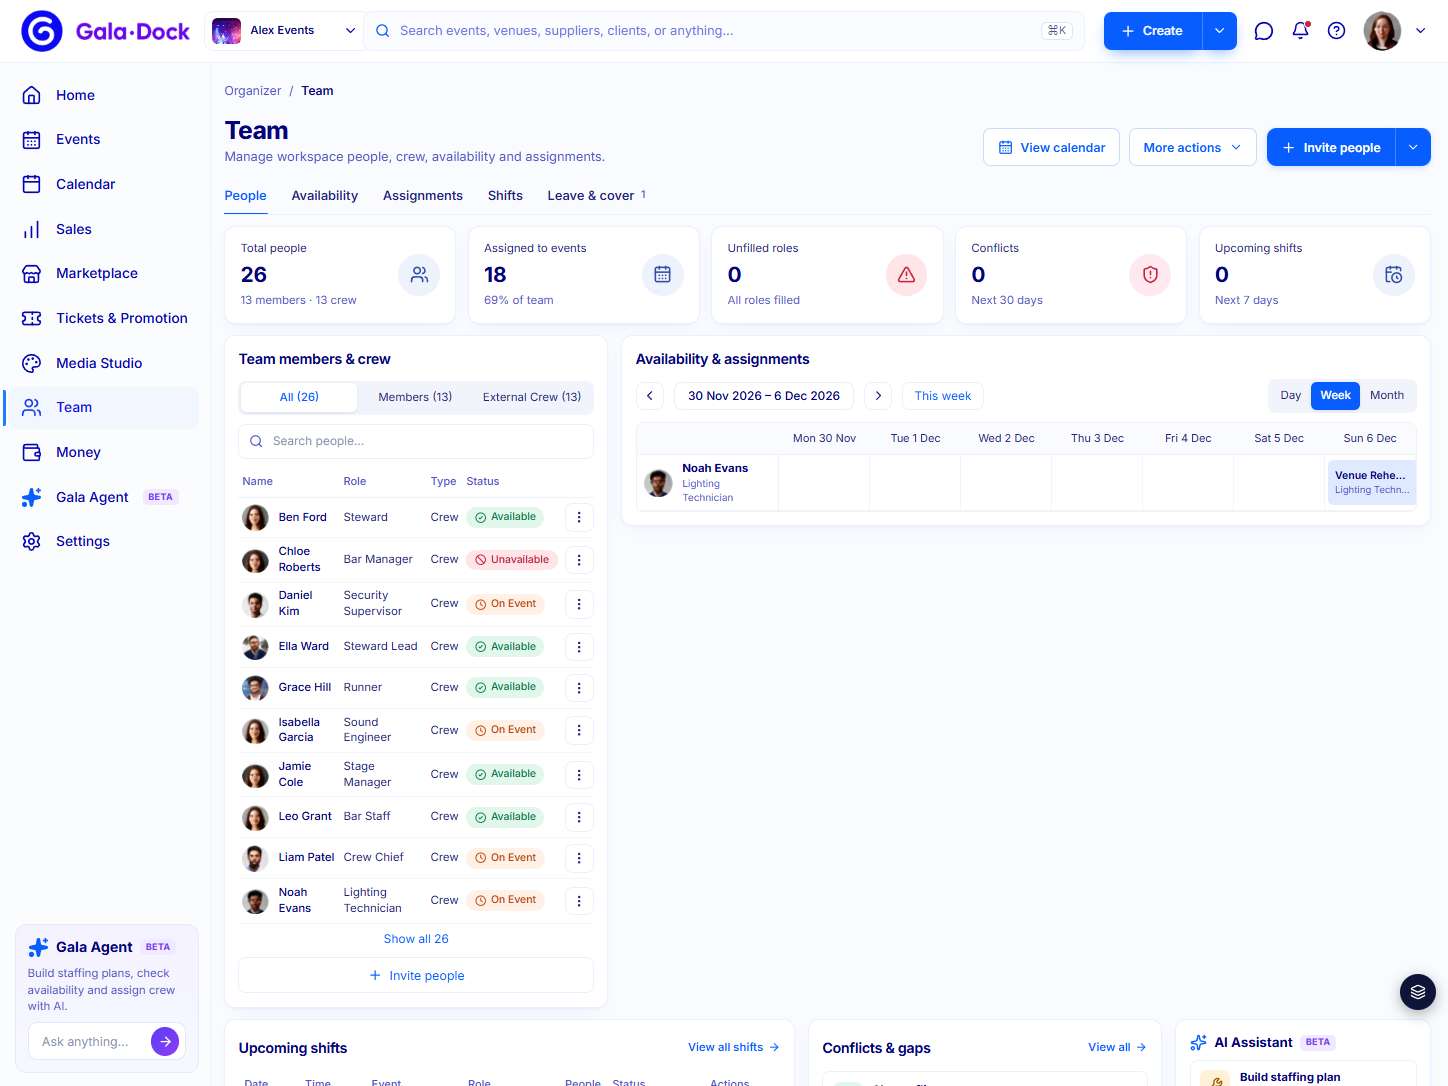 Gala·Dock
Alex Events
Search events, venues, suppliers, clients, or anything...
⌘K
+ Create
Home
Events
Calendar
Sales
Marketplace
Tickets & Promotion
Media Studio
Team
Money
Gala Agent BETA
Settings
Gala Agent BETA
Build staffing plans, check
availability and assign crew
with AI.
Ask anything...
Organizer / Team
Team
Manage workspace people, crew, availability and assignments.
View calendar
More actions
+ Invite people
People Availability Assignments Shifts Leave & cover 1
Total people
26
13 members · 13 crew
Assigned to events
18
69% of team
Unfilled roles
0
All roles filled
Conflicts
0
Next 30 days
Upcoming shifts
0
Next 7 days
Team members & crew
All (26) Members (13) External Crew (13)
Search people...
Name Role Type Status
Ben Ford Steward Crew Available
Chloe Roberts Bar Manager Crew Unavailable
Daniel Kim Security Supervisor Crew On Event
Ella Ward Steward Lead Crew Available
Grace Hill Runner Crew Available
Isabella Garcia Sound Engineer Crew On Event
Jamie Cole Stage Manager Crew Available
Leo Grant Bar Staff Crew Available
Liam Patel Crew Chief Crew On Event
Noah Evans Lighting Technician Crew On Event
Show all 26
+ Invite people
Availability & assignments
30 Nov 2026 – 6 Dec 2026
This week
Day Week Month
Mon 30 Nov Tue 1 Dec Wed 2 Dec Thu 3 Dec Fri 4 Dec Sat 5 Dec Sun 6 Dec
Noah Evans
Lighting
Technician
Venue Rehe...
Lighting Techn...
Upcoming shifts
View all shifts →
Date Time Event Role People Status Actions
Conflicts & gaps
View all →
AI Assistant BETA
Build staffing plan